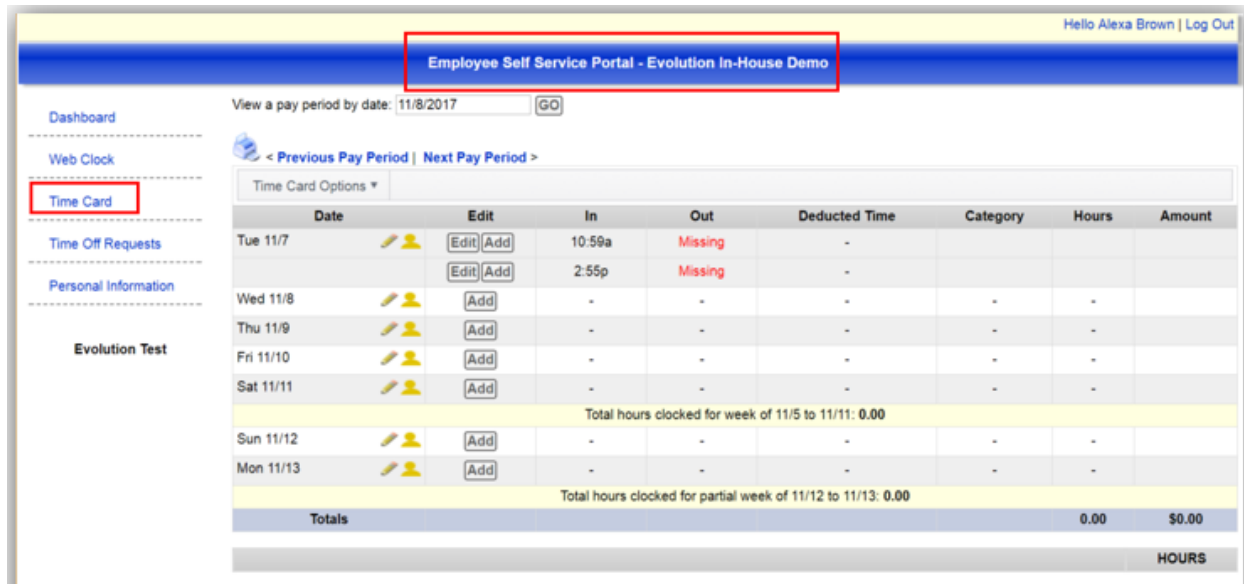 Hello Alexa Brown | Log Out
Employee Self Service Portal - Evolution In-House Demo
View a pay period by date: 11/8/2017 GO
Dashboard
Web Clock
Time Card
Time Off Requests
Personal Information
Evolution Test
< Previous Pay Period | Next Pay Period >
Time Card Options ▼
Date Edit In Out Deducted Time Category Hours Amount
Tue 11/7 Edit Add 10:59a Missing -
Edit Add 2:55p Missing -
Wed 11/8 Add - - - - -
Thu 11/9 Add - - - - -
Fri 11/10 Add - - - - -
Sat 11/11 Add - - - - -
Total hours clocked for week of 11/5 to 11/11: 0.00
Sun 11/12 Add - - - - -
Mon 11/13 Add - - - - -
Total hours clocked for partial week of 11/12 to 11/13: 0.00
Totals 0.00 $0.00
HOURS